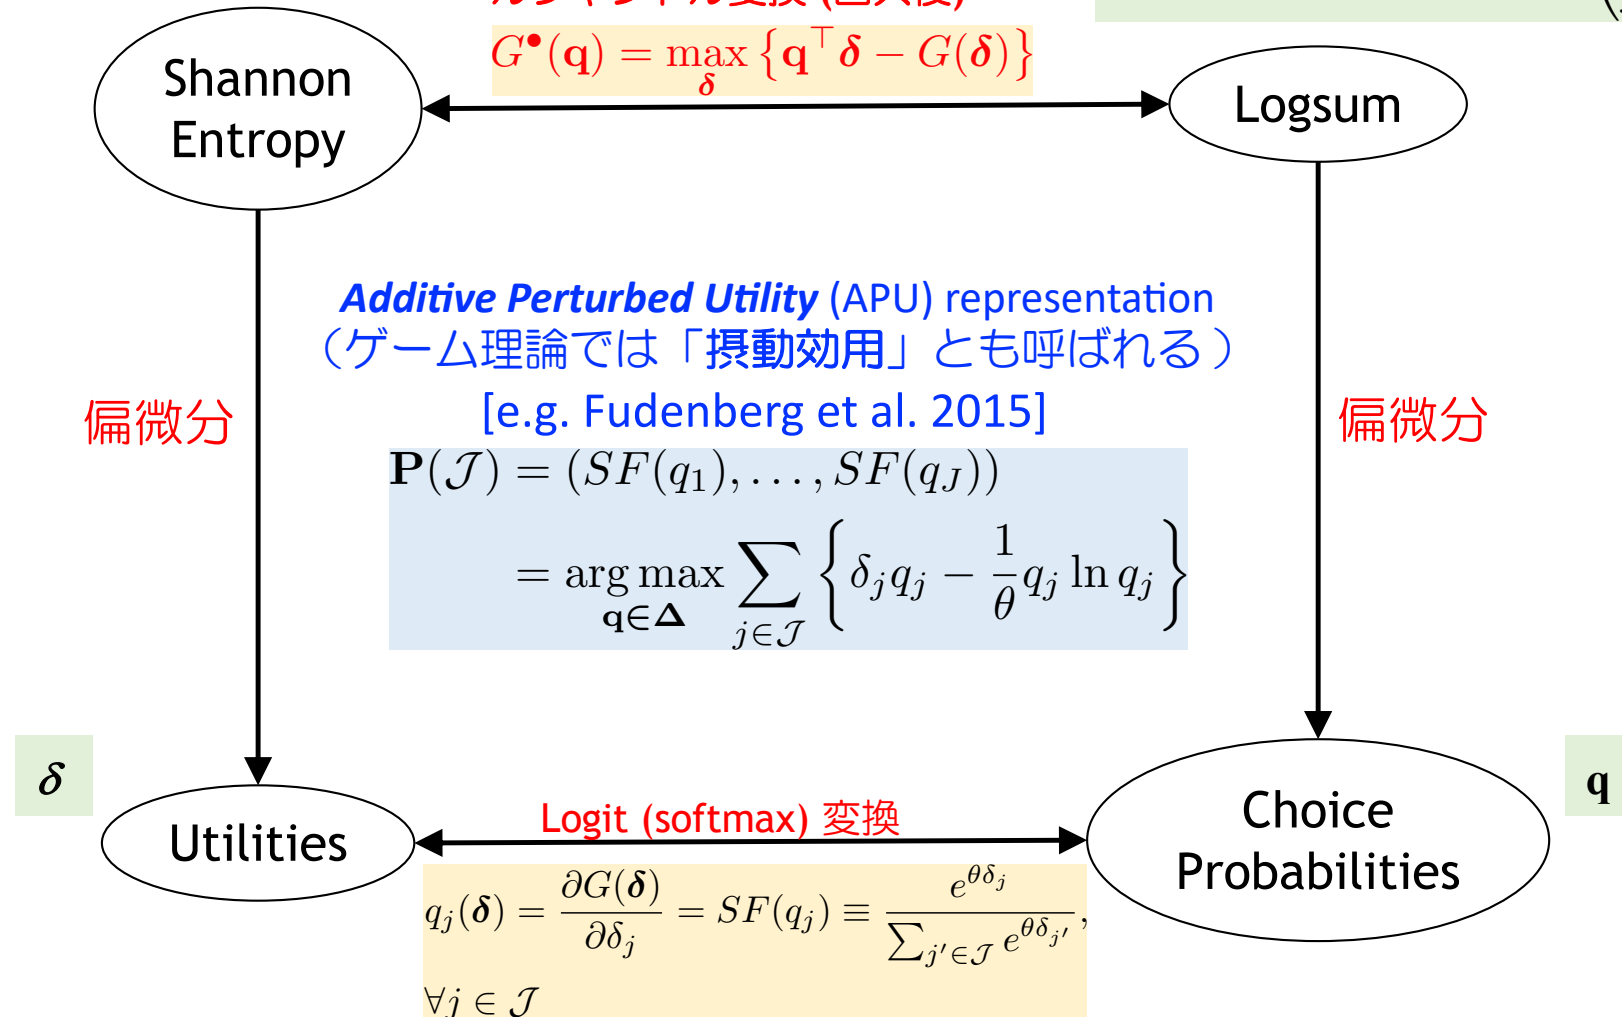 G^•(q) = max_δ {q^⊤δ − G(δ)}
Shannon
Entropy
Logsum
Additive Perturbed Utility (APU) representation
（ゲーム理論では「摂動効用」とも呼ばれる）
[e.g. Fudenberg et al. 2015]
偏微分
偏微分
P(𝒥) = (SF(q_1), …, SF(q_J))
= arg max_{q∈Δ} ∑_{j∈𝒥} {δ_j q_j − \frac{1}{θ} q_j ln q_j}
δ
q
Utilities
Logit (softmax) 変換
Choice
Probabilities
q_j(δ) = \frac{∂G(δ)}{∂δ_j} = SF(q_j) ≡ \frac{e^{θδ_j}}{∑_{j'∈𝒥} e^{θδ_{j'}}},
∀j ∈ 𝒥